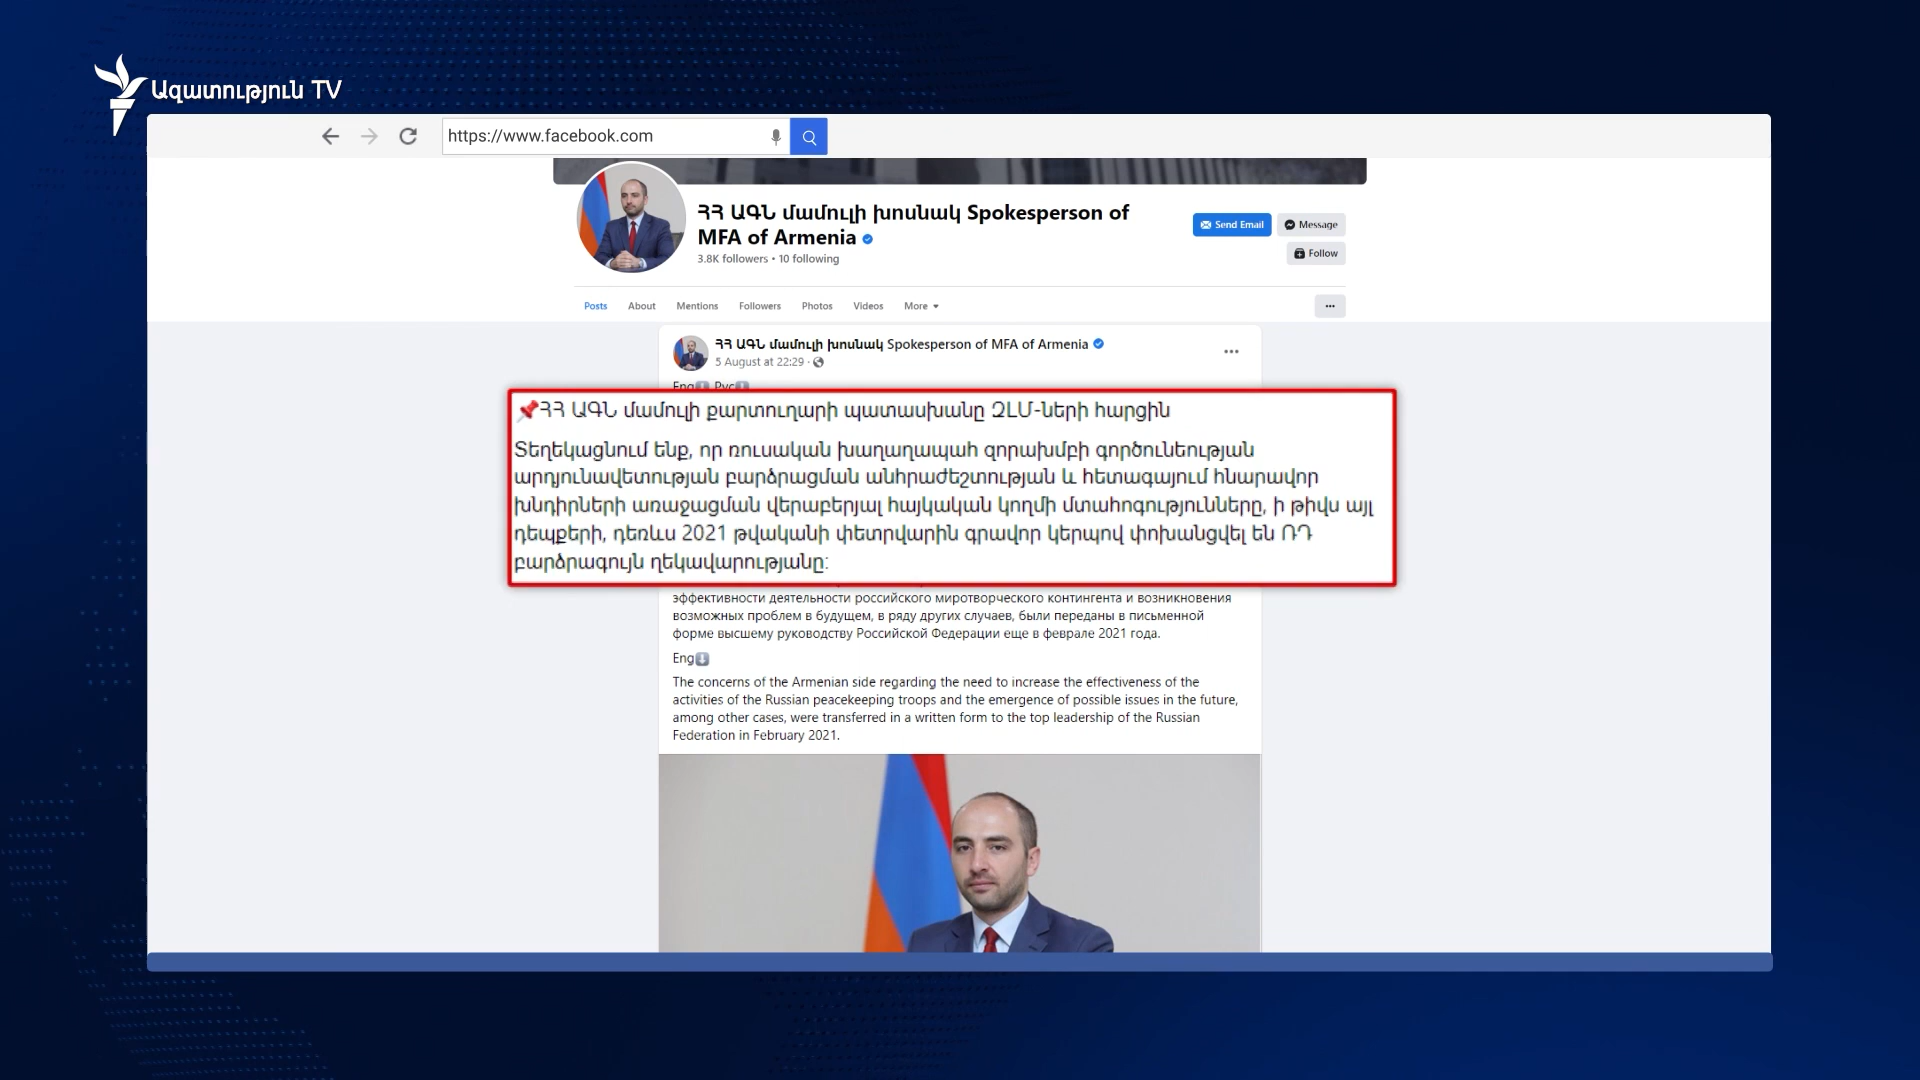 Ազատություն TV
https://www.facebook.com
ՀՀ ԱԳՆ մամուլի խոսնակ Spokesperson of
MFA of Armenia
3.8K followers • 10 following
Send Email
Message
Follow
Posts About Mentions Followers Photos Videos More
ՀՀ ԱԳՆ մամուլի խոսնակ Spokesperson of MFA of Armenia
5 August at 22:29
Eng Рус
ՀՀ ԱԳՆ մամուլի քարտուղարի պատասխանը ԶԼՄ-ների հարցին
Տեղեկացնում ենք, որ ռուսական խաղաղապահ զորախմբի գործունեության
արդյունավետության բարձրացման անհրաժեշտության և հետագայում հնարավոր
խնդիրների առաջացման վերաբերյալ հայկական կողմի մտահոգությունները, ի թիվս այլ
դեպքերի, դեռևս 2021 թվականի փետրվարին գրավոր կերպով փոխանցվել են ՌԴ
բարձրագույն ղեկավարությանը:
эффективности деятельности российского миротворческого контингента и возникновения
возможных проблем в будущем, в ряду других случаев, были переданы в письменной
форме высшему руководству Российской Федерации еще в феврале 2021 года.
Eng
The concerns of the Armenian side regarding the need to increase the effectiveness of the
activities of the Russian peacekeeping troops and the emergence of possible issues in the future,
among other cases, were transferred in a written form to the top leadership of the Russian
Federation in February 2021.